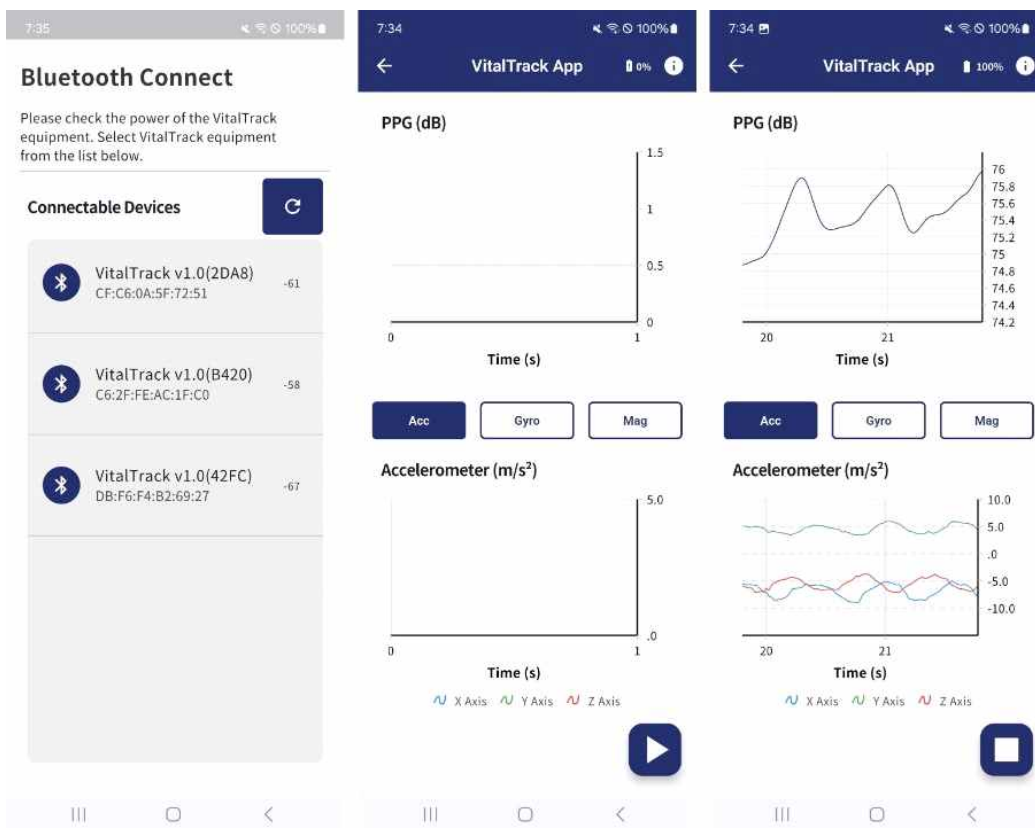 7:35
100%
Bluetooth Connect
Please check the power of the VitalTrack
equipment. Select VitalTrack equipment
from the list below.
Connectable Devices
VitalTrack v1.0(2DA8)
CF:C6:0A:5F:72:51
-61
VitalTrack v1.0(B420)
C6:2F:FE:AC:1F:C0
-58
VitalTrack v1.0(42FC)
DB:F6:F4:B2:69:27
-67
7:34
100%
VitalTrack App
0%
PPG (dB)
1.5
1
0.5
0
0
1
Time (s)
Acc
Gyro
Mag
Accelerometer (m/s²)
5.0
.0
0
1
Time (s)
X Axis
Y Axis
Z Axis
7:34
100%
VitalTrack App
100%
PPG (dB)
76
75.8
75.6
75.4
75.2
75
74.8
74.6
74.4
74.2
20
21
Time (s)
Acc
Gyro
Mag
Accelerometer (m/s²)
10.0
5.0
.0
-5.0
-10.0
20
21
Time (s)
X Axis
Y Axis
Z Axis